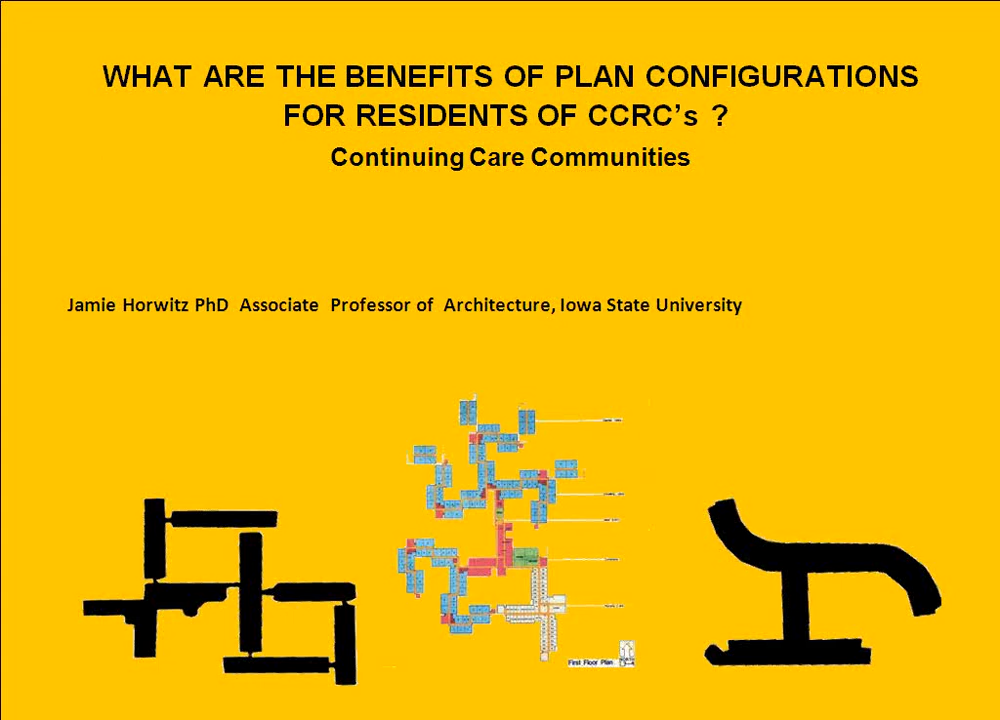 WHAT ARE THE BENEFITS OF PLAN CONFIGURATIONS
FOR RESIDENTS OF CCRC's ?
Continuing Care Communities
Jamie Horwitz PhD Associate Professor of Architecture, Iowa State University
First Floor Plan